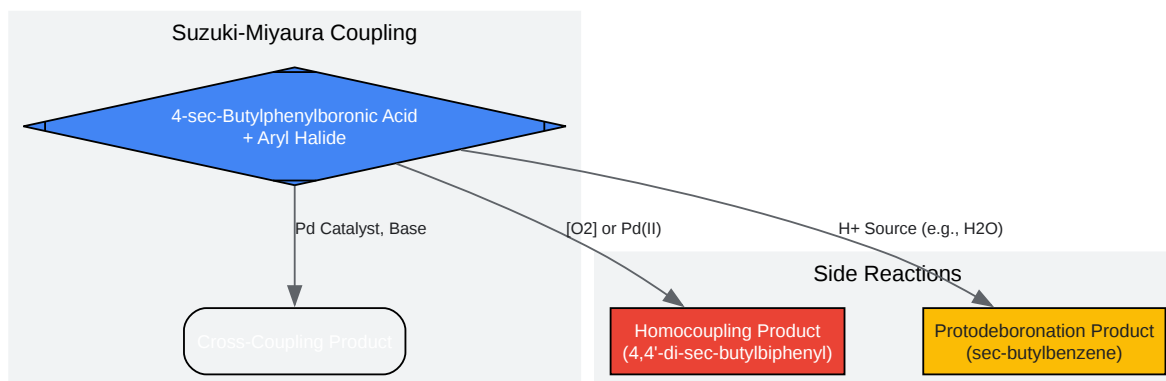 Suzuki-Miyaura Coupling
4-sec-Butylphenylboronic Acid
+ Aryl Halide
Pd Catalyst, Base
[O2] or Pd(II)
H+ Source (e.g., H2O)
Side Reactions
Cross-Coupling Product
Homocoupling Product
(4,4'-di-sec-butylbiphenyl)
Protodeboronation Product
(sec-butylbenzene)